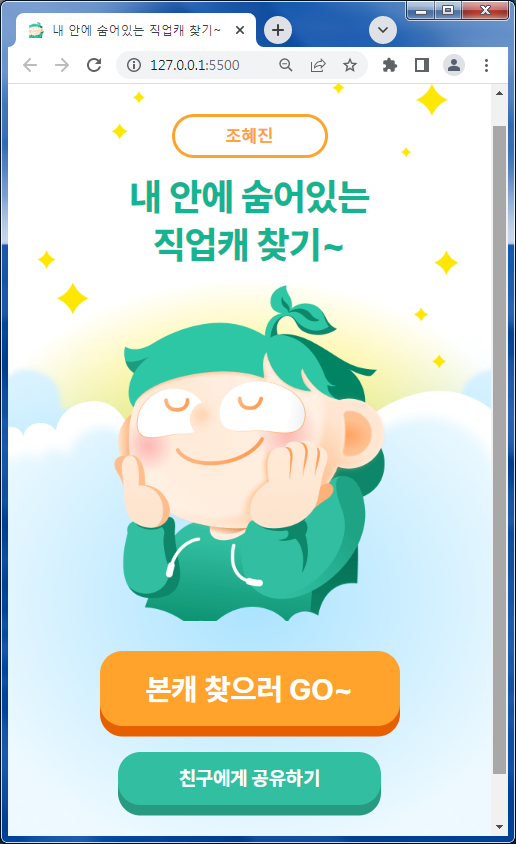 내 안에 숨어있는 직업캐 찾기~
127.0.0.1:5500
조혜진
내 안에 숨어있는
직업캐 찾기~
본캐 찾으러 GO~
친구에게 공유하기